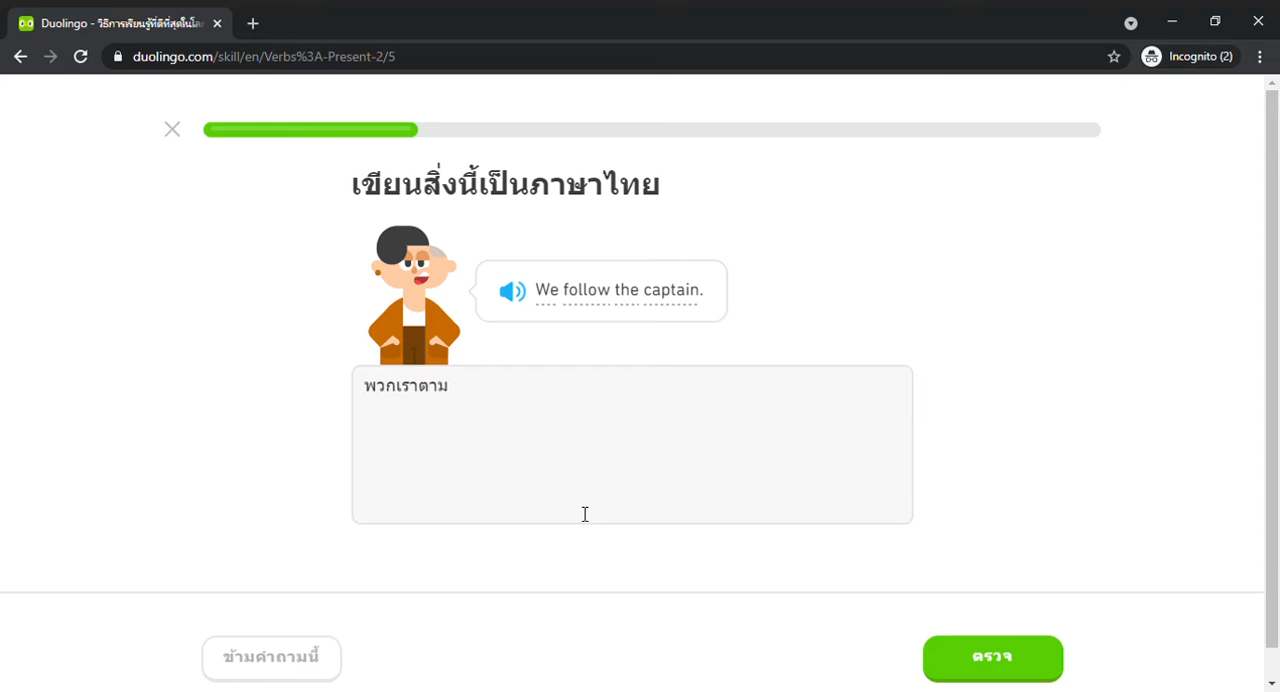 Duolingo - วิธีการเรียนรู้ที่ดีที่สุดในโล
duolingo.com/skill/en/Verbs%3A-Present-2/5
Incognito (2)
เขียนสิ่งนี้เป็นภาษาไทย
We follow the captain.
พวกเราตาม
ข้ามคำถามนี้
ตรวจ